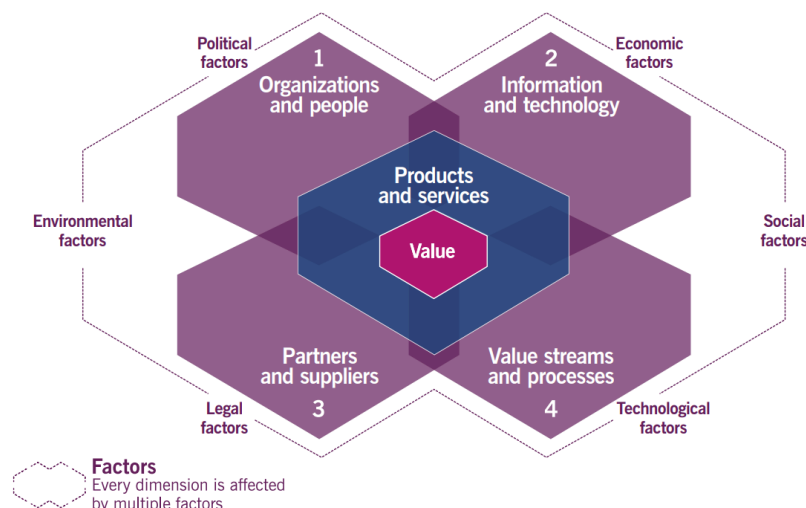 Political
factors
Economic
factors
1
Organizations
and people
2
Information
and technology
Products
and services
Environmental
factors
Value
Social
factors
Partners
and suppliers
3
Value streams
and processes
4
Legal
factors
Technological
factors
Factors
Every dimension is affected
by multiple factors